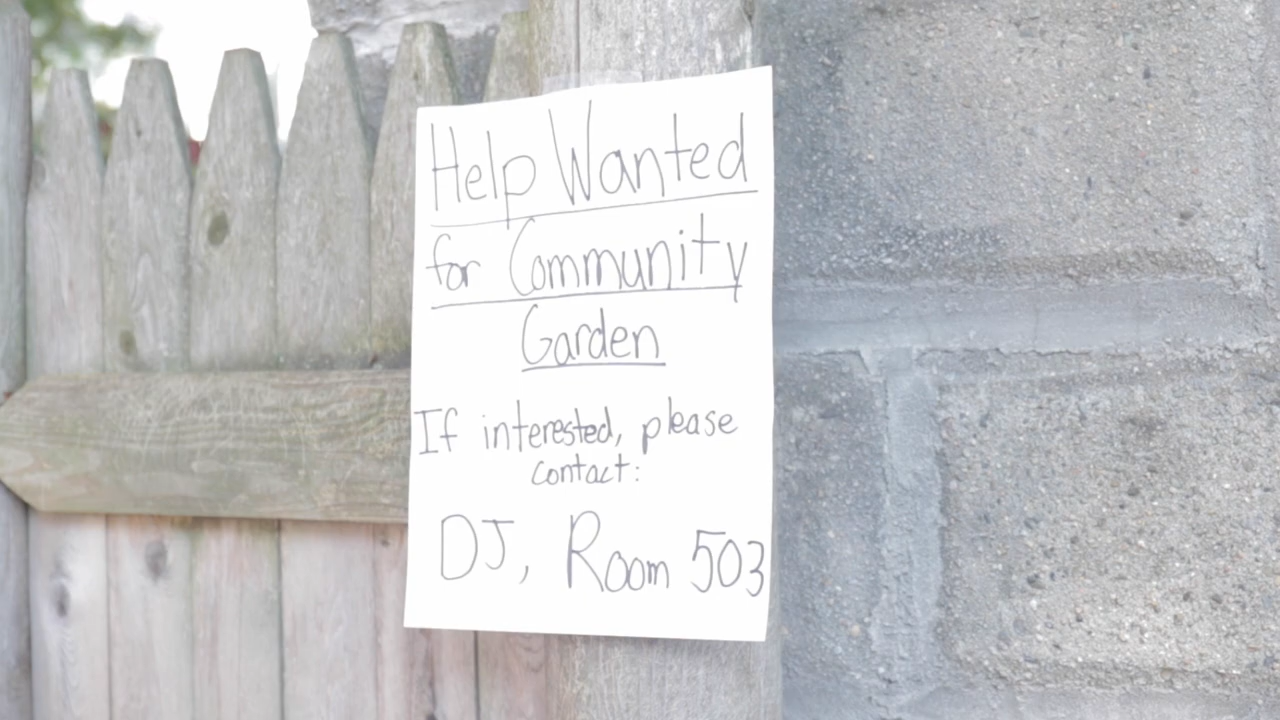 Help Wanted
for Community
Garden
If interested, please
contact:
DJ, Room 503